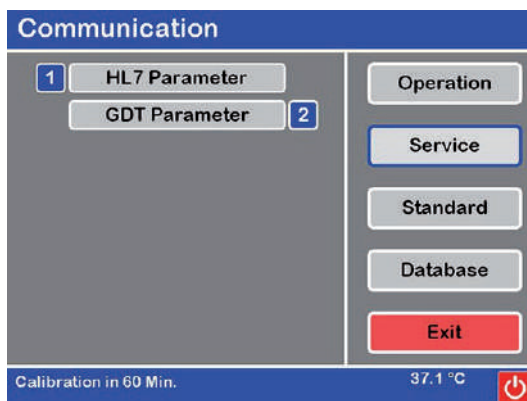 Communication
1 HL7 Parameter
GDT Parameter 2
Operation
Service
Standard
Database
Exit
Calibration in 60 Min.
37.1 °C